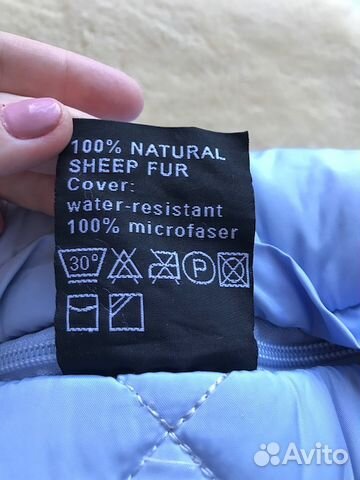 100% NATURAL
SHEEP FUR
Cover:
water-resistant
100% microfaser
30°
P
Avito